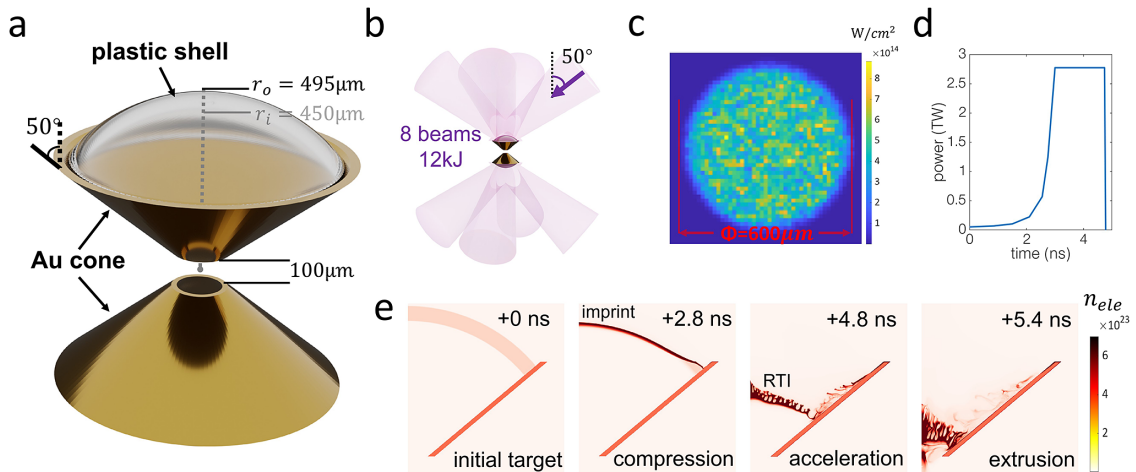 a
plastic shell
r_o = 495μm
r_i = 450μm
50°
Au cone
100μm
b
50°
8 beams
12kJ
c
W/cm²
×10¹⁴
8
7
6
5
4
3
2
1
Φ=600μm
d
3
2.5
2
1.5
1
0.5
0
power (TW)
0 2 4
time (ns)
e
+0 ns
initial target
imprint
+2.8 ns
compression
+4.8 ns
RTI
acceleration
+5.4 ns
extrusion
n_ele
×10²³
6
4
2